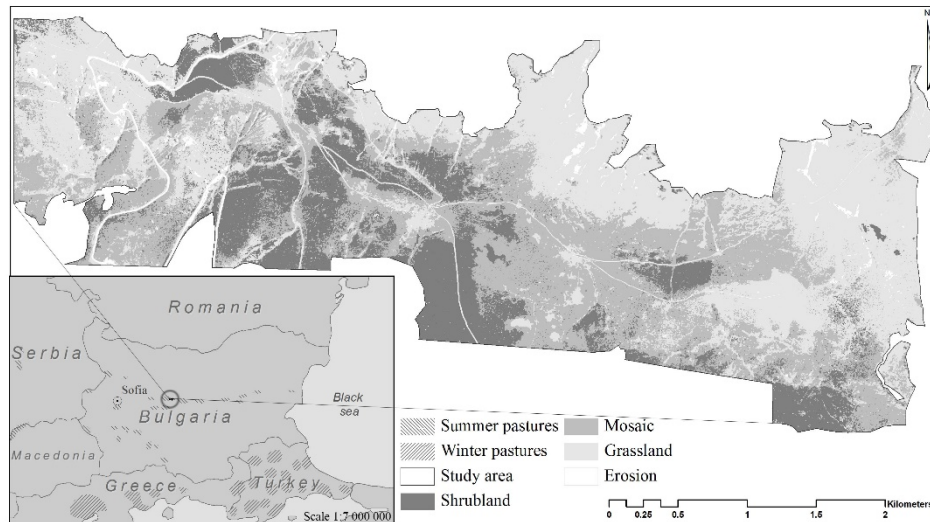 N
Romania
Serbia
Sofia
Bulgaria
Black
sea
Macedonia
Greece
Turkey
Scale 1:7 000 000
Summer pastures
Winter pastures
Study area
Shrubland
Mosaic
Grassland
Erosion
Kilometers
0 0.25 0.5 1 1.5 2